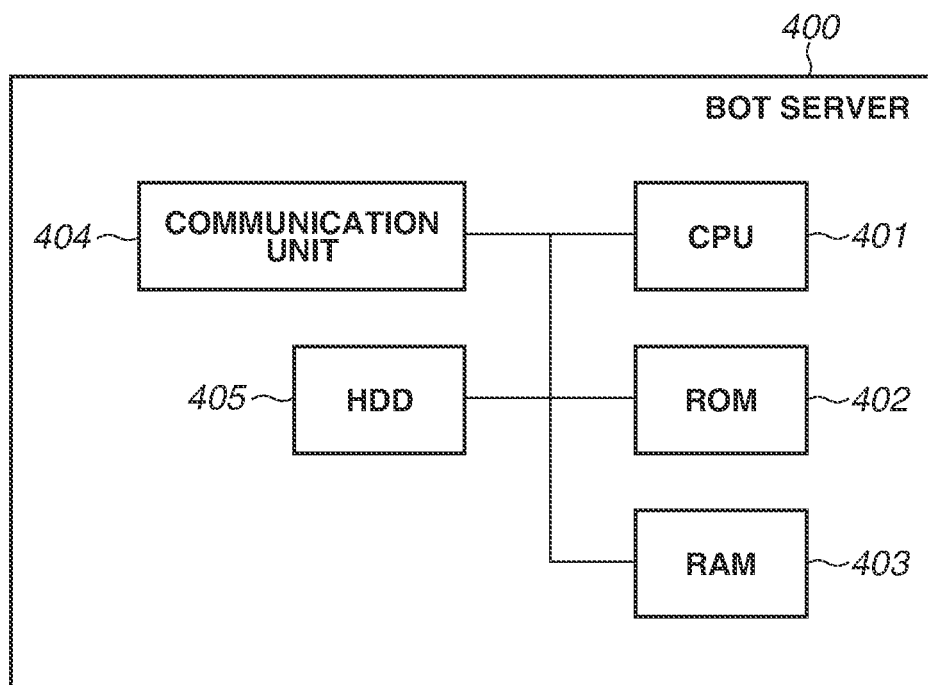 400
BOT SERVER
404
COMMUNICATION
UNIT
CPU
401
405
HDD
ROM
402
RAM
403